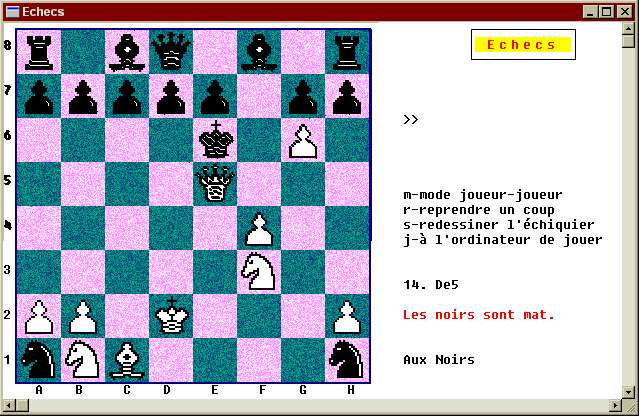 Echecs
Echecs
8
7
6
5
4
3
2
1
A B C D E F G H
>>
m-mode joueur-joueur
r-reprendre un coup
s-redessiner l'échiquier
j-à l'ordinateur de jouer
14. De5
Les noirs sont mat.
Aux Noirs